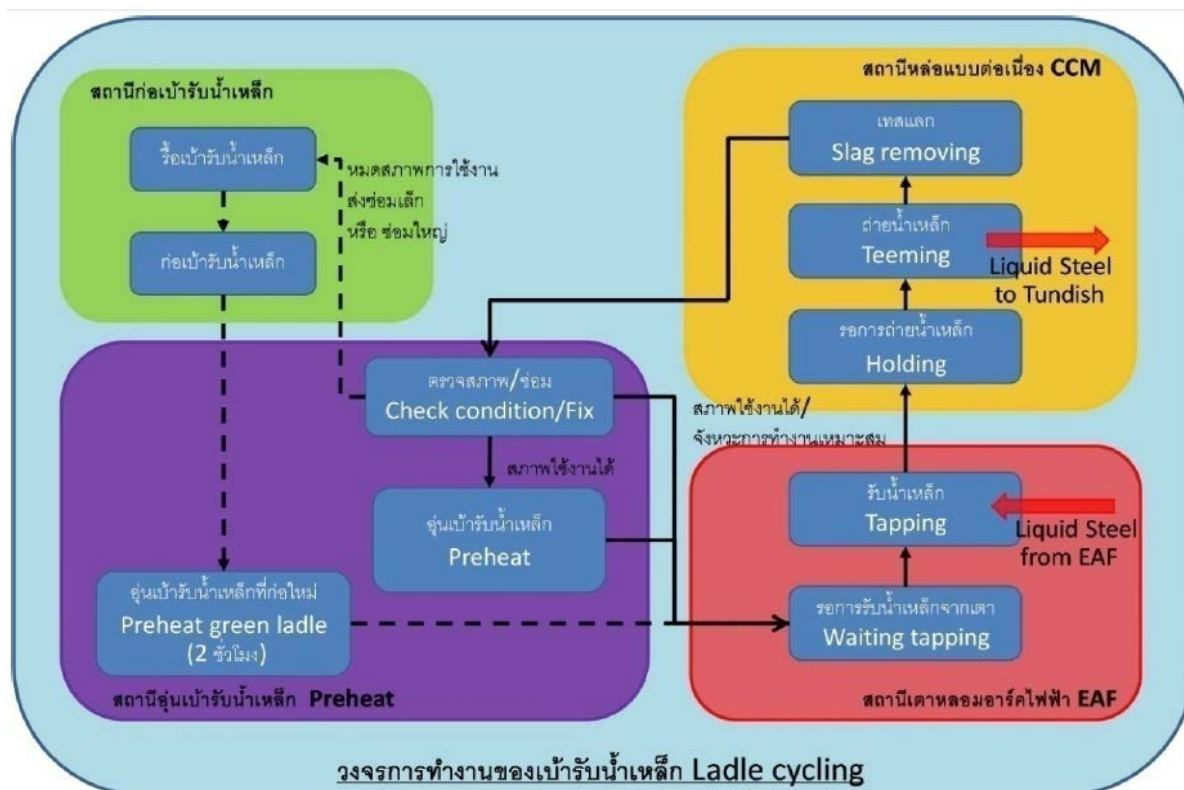 สถานีก่อเบ้ารับน้ำเหล็ก
รื้อเบ้ารับน้ำเหล็ก
ก่อเบ้ารับน้ำเหล็ก
หมดสภาพการใช้งาน
ส่งซ่อมเล็ก
หรือ ซ่อมใหญ่
สถานีหล่อแบบต่อเนื่อง CCM
เทสแลก
Slag removing
ถ่ายน้ำเหล็ก
Teeming
Liquid Steel
to Tundish
รอการถ่ายน้ำเหล็ก
Holding
ตรวจสภาพ/ซ่อม
Check condition/Fix
สภาพใช้งานได้
อุ่นเบ้ารับน้ำเหล็ก
Preheat
อุ่นเบ้ารับน้ำเหล็กที่ก่อใหม่
Preheat green ladle
(2 ชั่วโมง)
สถานีอุ่นเบ้ารับน้ำเหล็ก Preheat
สภาพใช้งานได้/
จังหวะการทำงานเหมาะสม
รับน้ำเหล็ก
Tapping
Liquid Steel
from EAF
รอการรับน้ำเหล็กจากเตา
Waiting tapping
สถานีเตาหลอมอาร์คไฟฟ้า EAF
วงจรการทำงานของเบ้ารับน้ำเหล็ก Ladle cycling